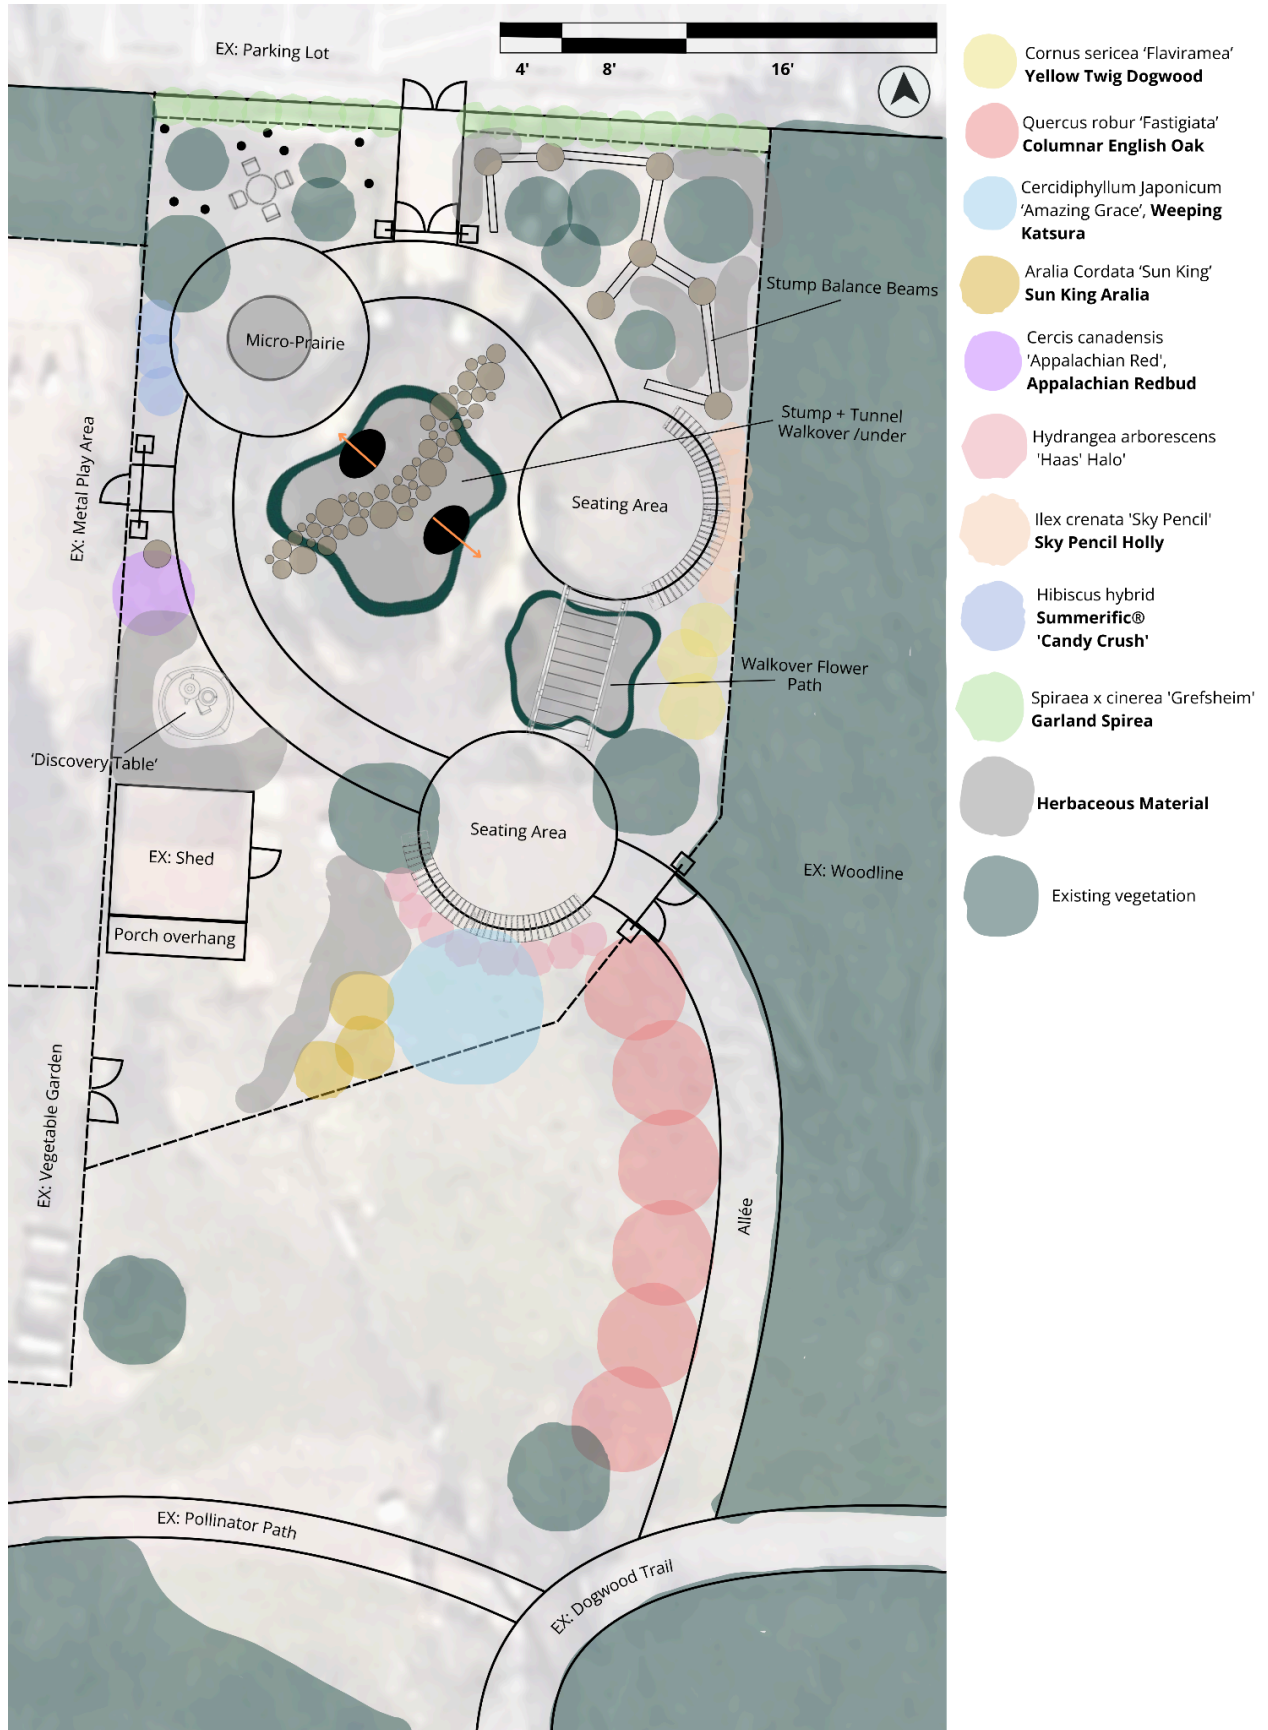 EX: Parking Lot
4'
8'
16'
Micro-Prairie
Stump Balance Beams
Stump + Tunnel
Walkover /under
EX: Metal Play Area
Seating Area
Walkover Flower
Path
'Discovery Table'
Seating Area
EX: Shed
EX: Woodline
Porch overhang
EX: Vegetable Garden
Allée
EX: Pollinator Path
EX: Dogwood Trail
Cornus sericea ‘Flaviramea’
Yellow Twig Dogwood
Quercus robur ‘Fastigiata’
Columnar English Oak
Cercidiphyllum Japonicum
‘Amazing Grace’, Weeping
Katsura
Aralia Cordata ‘Sun King’
Sun King Aralia
Cercis canadensis
'Appalachian Red',
Appalachian Redbud
Hydrangea arborescens
'Haas' Halo'
Ilex crenata 'Sky Pencil'
Sky Pencil Holly
Hibiscus hybrid
Summerific®
'Candy Crush'
Spiraea x cinerea 'Grefsheim'
Garland Spirea
Herbaceous Material
Existing vegetation